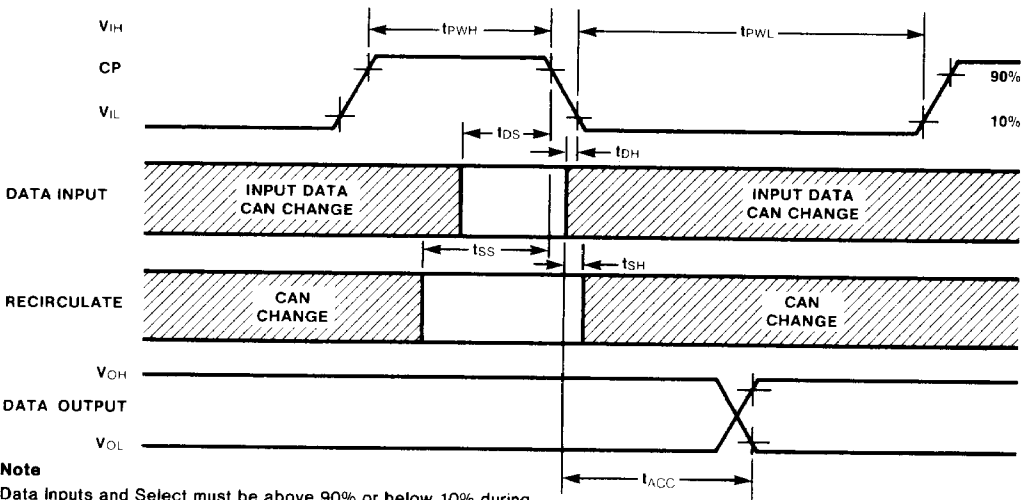 VIH
tPWH
tPWL
CP
90%
VIL
10%
tDS
tDH
DATA INPUT
INPUT DATA
CAN CHANGE
INPUT DATA
CAN CHANGE
tSS
tSH
RECIRCULATE
CAN
CHANGE
CAN
CHANGE
VOH
DATA OUTPUT
VOL
Note
tACC
Data Inputs and Select must be above 90% or below 10% during